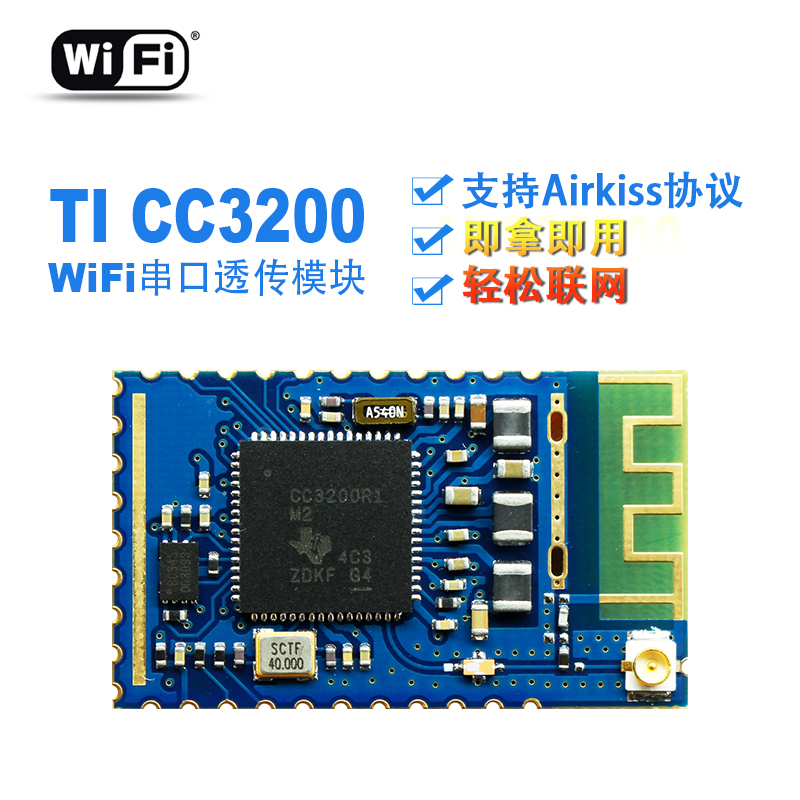 WiFi®
TI CC3200
WiFi串口透传模块
支持Airkiss协议
即拿即用
轻松联网
A540N
CC3200R1
M2
4C3
ZDKF G4
SCTF
40.000